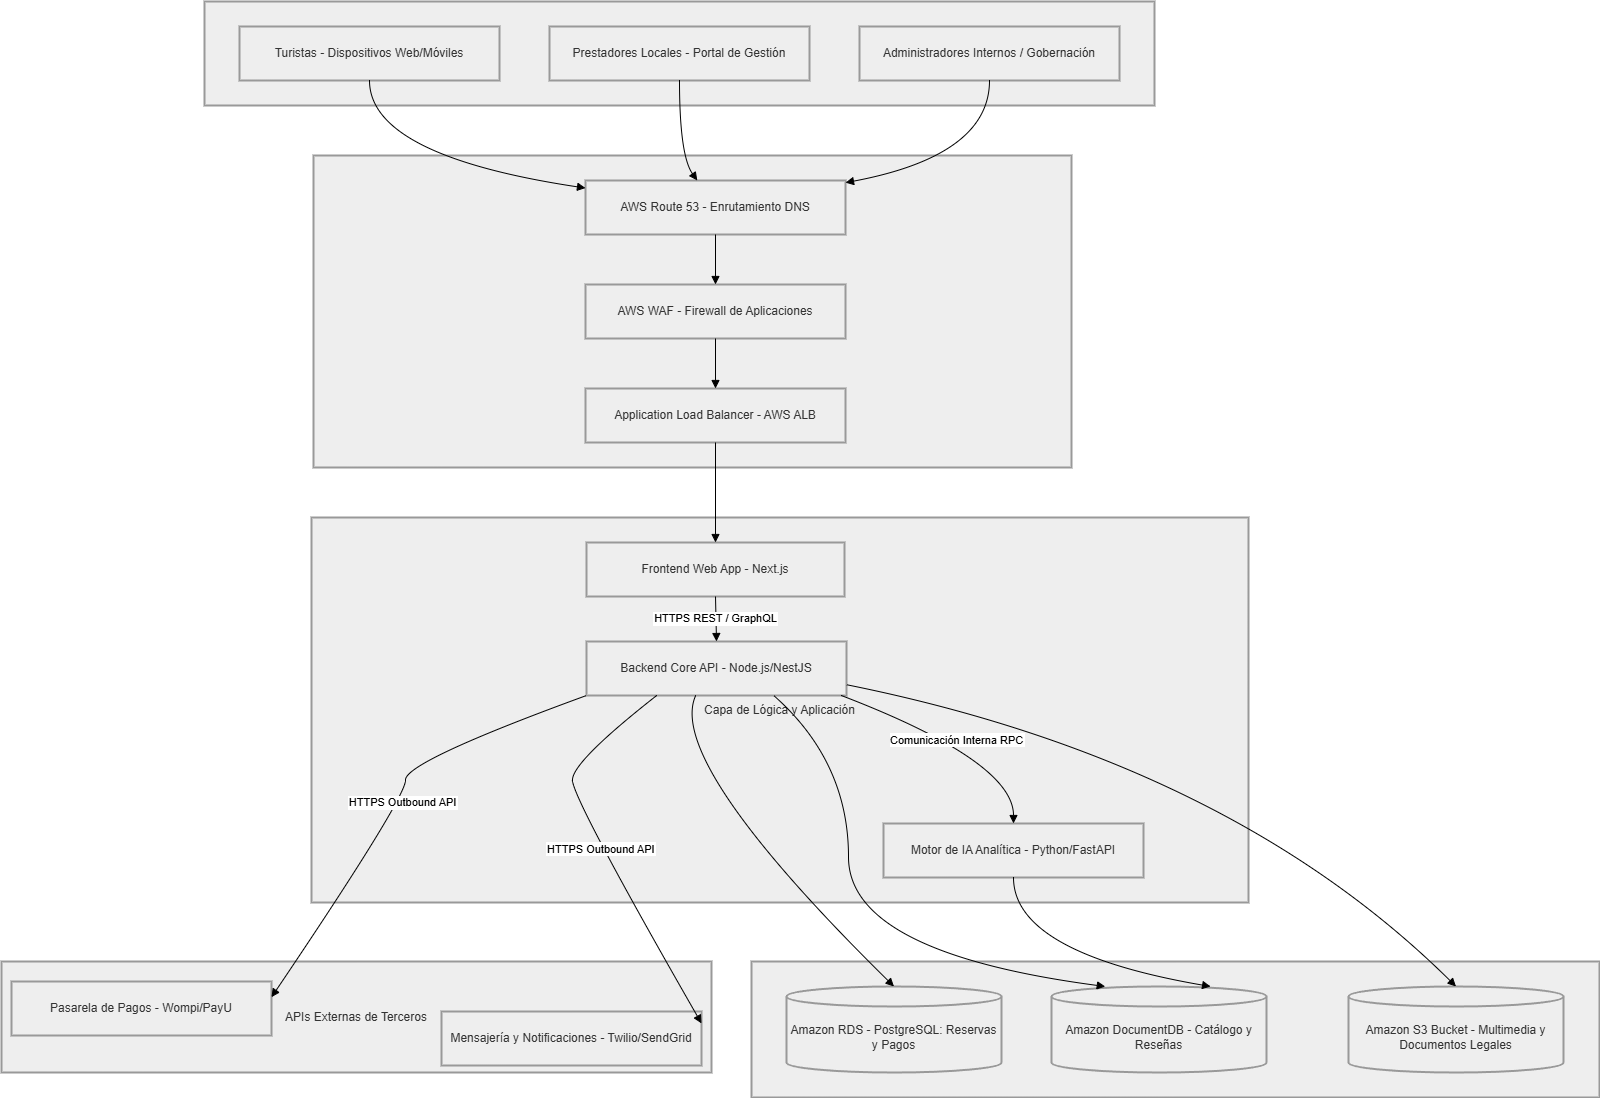 Turistas - Dispositivos Web/Móviles
Prestadores Locales - Portal de Gestión
Administradores Internos / Gobernación
AWS Route 53 - Enrutamiento DNS
AWS WAF - Firewall de Aplicaciones
Application Load Balancer - AWS ALB
Frontend Web App - Next.js
HTTPS REST / GraphQL
Backend Core API - Node.js/NestJS
Capa de Lógica y Aplicación
Comunicación Interna RPC
HTTPS Outbound API
HTTPS Outbound API
Motor de IA Analítica - Python/FastAPI
Pasarela de Pagos - Wompi/PayU
APIs Externas de Terceros
Mensajería y Notificaciones - Twilio/SendGrid
Amazon RDS - PostgreSQL: Reservas
y Pagos
Amazon DocumentDB - Catálogo y
Reseñas
Amazon S3 Bucket - Multimedia y
Documentos Legales